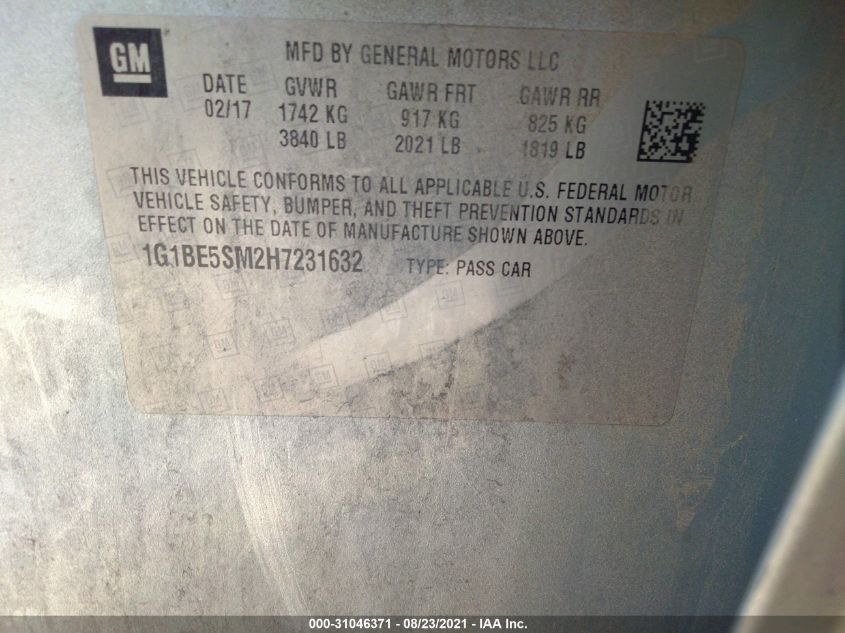 GM
MFD BY GENERAL MOTORS LLC
DATE GVWR GAWR FRT GAWR RR
02/17 1742 KG 917 KG 825 KG
3840 LB 2021 LB 1819 LB
THIS VEHICLE CONFORMS TO ALL APPLICABLE U.S. FEDERAL MOTOR
VEHICLE SAFETY, BUMPER, AND THEFT PREVENTION STANDARDS IN
EFFECT ON THE DATE OF MANUFACTURE SHOWN ABOVE.
1G1BE5SM2H7231632 TYPE: PASS CAR
000-31046371 - 08/23/2021 - IAA Inc.